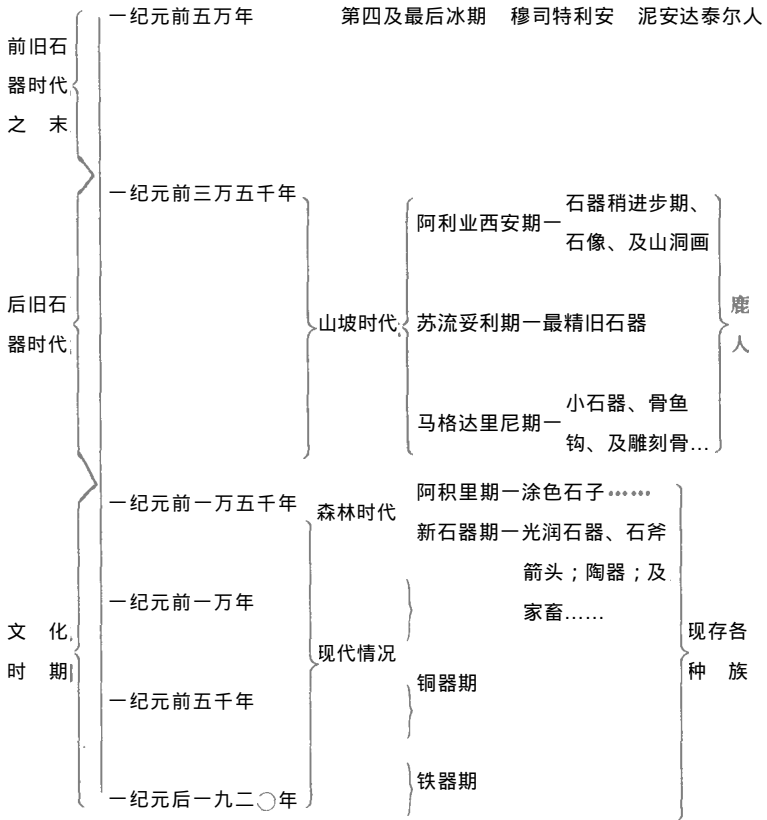 一纪元前五万年 第四及最后冰期 穆司特利安 泥安达泰尔人
前旧石
器时代
之 末
一纪元前三万五千年
阿利业西安期一石器稍进步期、
石像、及山洞画
后旧石
器时代
山坡时代
苏流妥利期一最精旧石器
鹿
人
马格达里尼期一小石器、骨鱼
钩、及雕刻骨…
一纪元前一万五千年
森林时代
阿积里期一涂色石子……
新石器期一光润石器、石斧
箭头；陶器；及
家畜……
一纪元前一万年
文 化
时 期
现代情况
现存各
种 族
一纪元前五千年
铜器期
铁器期
一纪元后一九二〇年